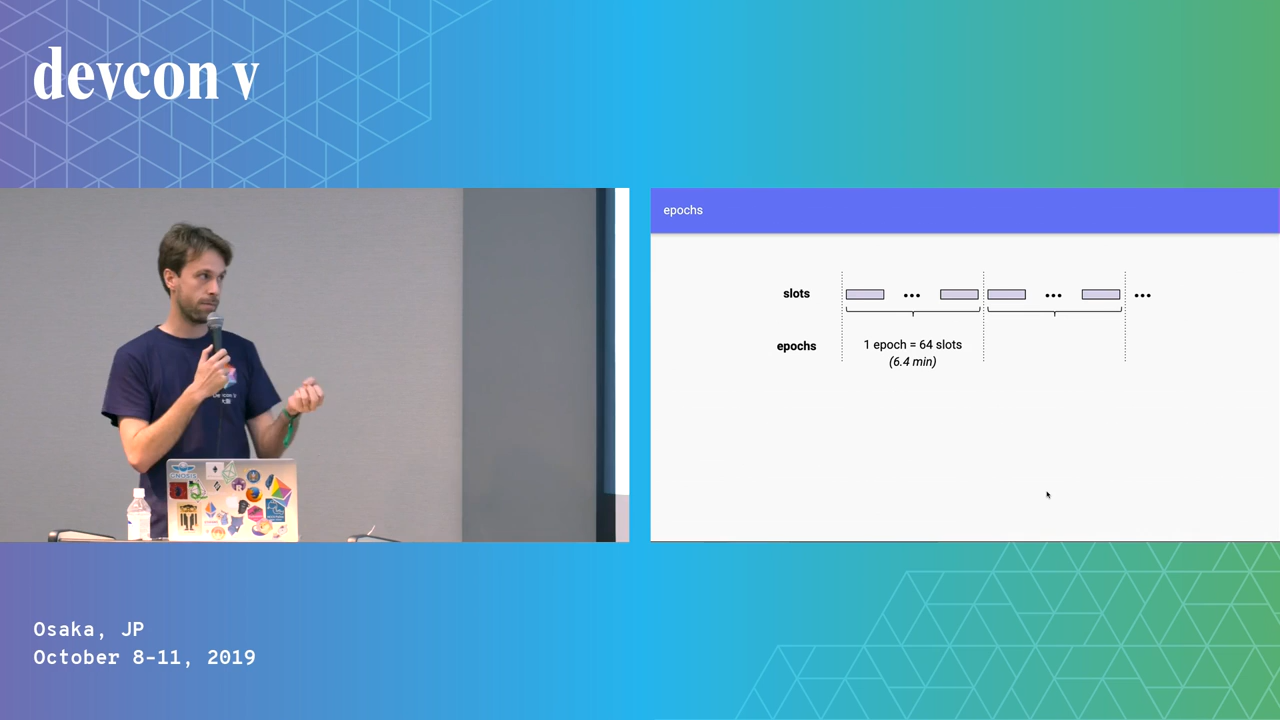 devcon v
epochs
slots
•••
•••
•••
epochs
1 epoch = 64 slots
(6.4 min)
Osaka, JP
October 8-11, 2019